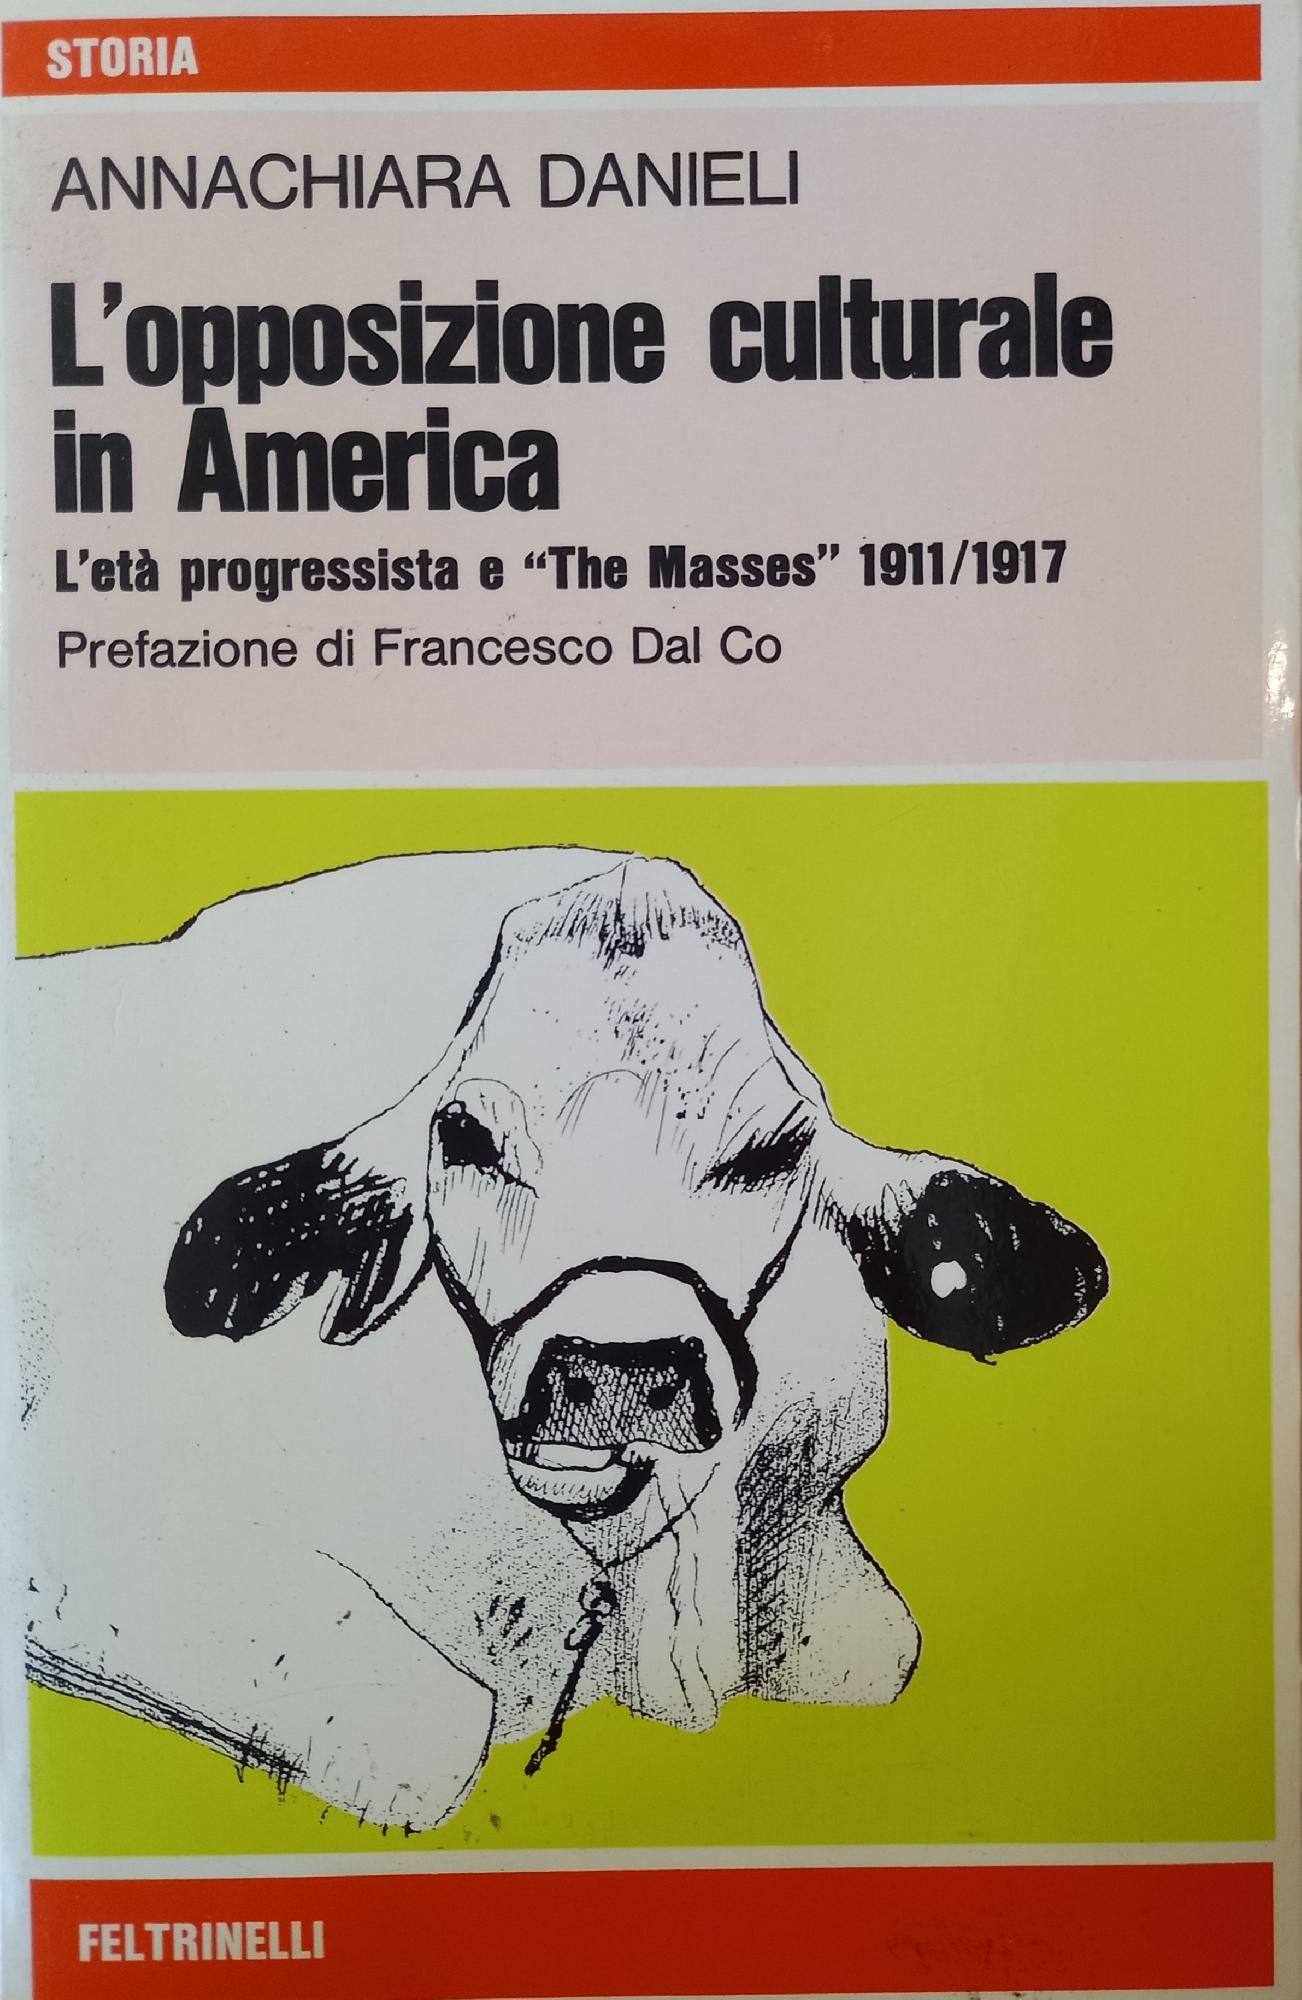 STORIA
ANNACHIARA DANIELI
L'opposizione culturale
in America
L'età progressista e “The Masses” 1911/1917
Prefazione di Francesco Dal Co
FELTRINELLI